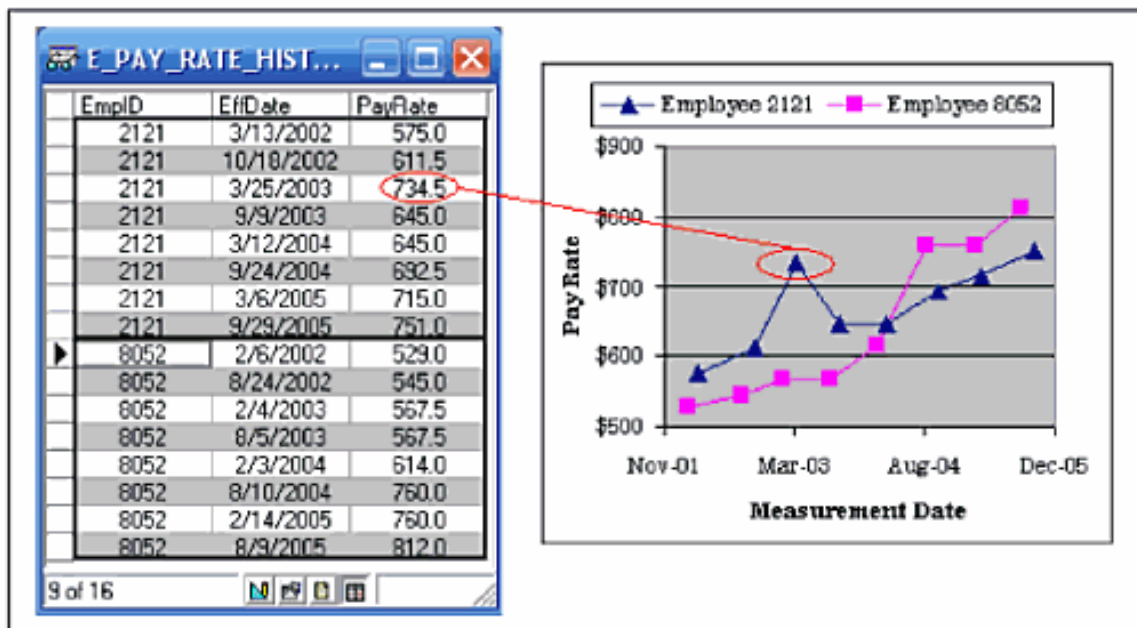 E_PAY_RATE_HIST...
EmpID EffDate PayRate
2121 3/13/2002 575.0
2121 10/18/2002 611.5
2121 3/25/2003 734.5
2121 9/9/2003 645.0
2121 3/12/2004 645.0
2121 9/24/2004 692.5
2121 3/6/2005 715.0
2121 9/29/2005 751.0
8052 2/6/2002 529.0
8052 8/24/2002 545.0
8052 2/4/2003 567.5
8052 8/5/2003 567.5
8052 2/3/2004 614.0
8052 8/10/2004 760.0
8052 2/14/2005 760.0
8052 8/9/2005 812.0
9 of 16
Employee 2121 Employee 8052
Pay Rate
$900
$800
$700
$600
$500
Nov-01 Mar-03 Aug-04 Dec-05
Measurement Date